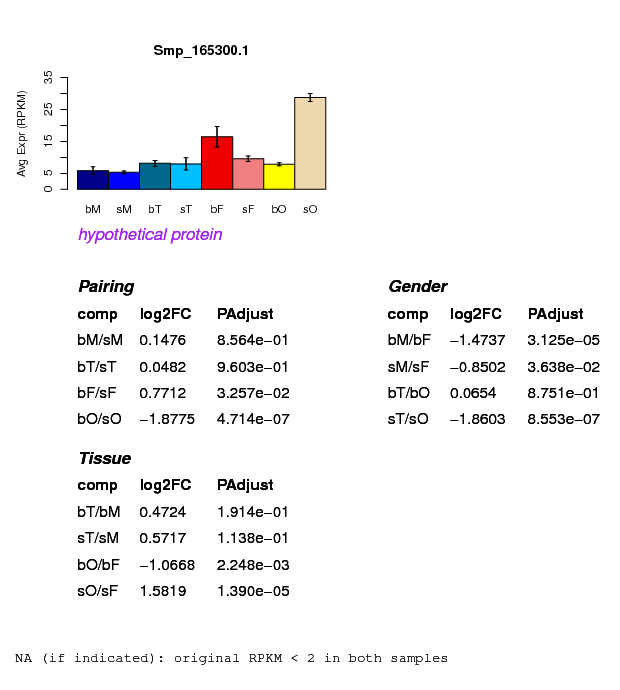 Smp_165300.1
Avg Expr (RPKM)
35
25
15
5
0
bM sM bT sT bF sF bO sO
hypothetical protein
Pairing
comp log2FC PAdjust
bM/sM 0.1476 8.564e−01
bT/sT 0.0482 9.603e−01
bF/sF 0.7712 3.257e−02
bO/sO −1.8775 4.714e−07
Gender
comp log2FC PAdjust
bM/bF −1.4737 3.125e−05
sM/sF −0.8502 3.638e−02
bT/bO 0.0654 8.751e−01
sT/sO −1.8603 8.553e−07
Tissue
comp log2FC PAdjust
bT/bM 0.4724 1.914e−01
sT/sM 0.5717 1.138e−01
bO/bF −1.0668 2.248e−03
sO/sF 1.5819 1.390e−05
NA (if indicated): original RPKM < 2 in both samples